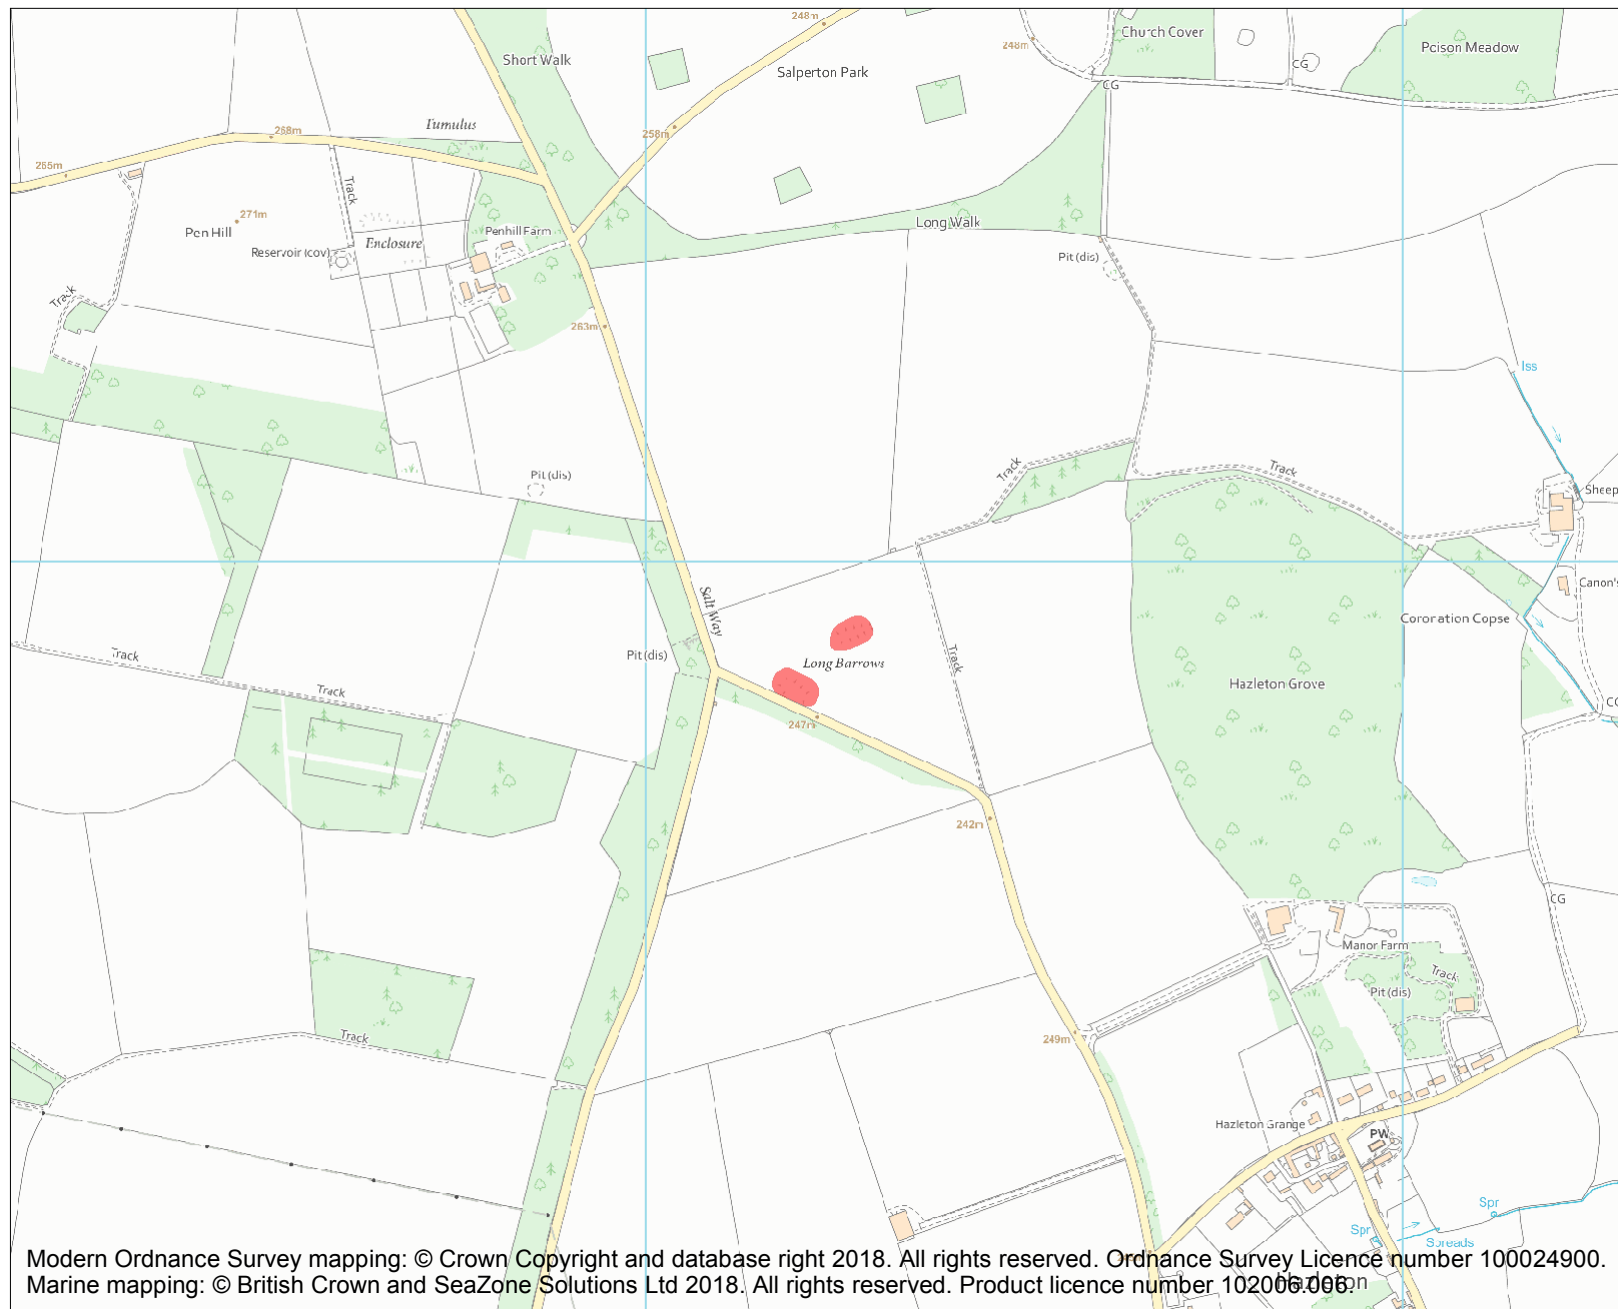 248m
Church Cover
Poison Meadow
248m
Short Walk
Salperton Park
CG
CG
Tumulus
268m
258m
265m
Track
271m
Pen Hill
Enclosure
Penhill Farm
Long Walk
Reservoir (cov)
Pit (dis)
Track
263m
Iss
Track
Track
Pit (dis)
Sheep
Canon's
Salt Way
Coronation Copse
Track
Pit (dis)
Long Barrows
Track
Hazleton Grove
Track
247m
CG
242m
CG
Manor Farm
Track
Pit (dis)
Track
249m
Hazleton Grange
PW
Spr
Spr
Spreads
Modern Ordnance Survey mapping: © Crown Copyright and database right 2018. All rights reserved. Ordnance Survey Licence number 100024900.
Marine mapping: © British Crown and SeaZone Solutions Ltd 2018. All rights reserved. Product licence number 102006.006.
Hazleton